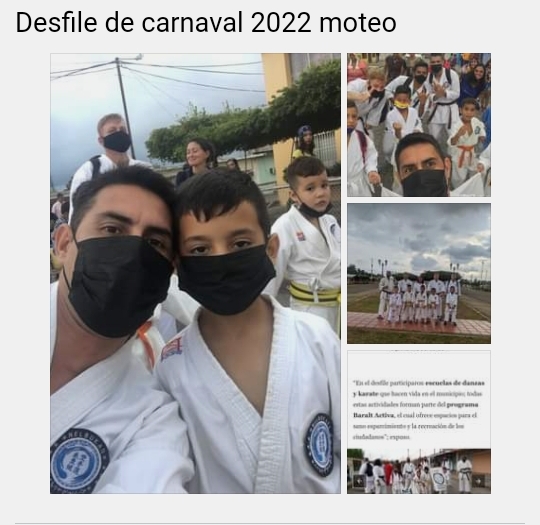 Desfile de carnaval 2022 moteo
"En el desfile participaron escuelas de danzas
y karate que hacen vida en el municipio; todas
estas actividades forman parte del programa
Baralt Activa, el cual ofrece espacios para el
sano esparcimiento y la recreación de los
ciudadanos"; expuso.